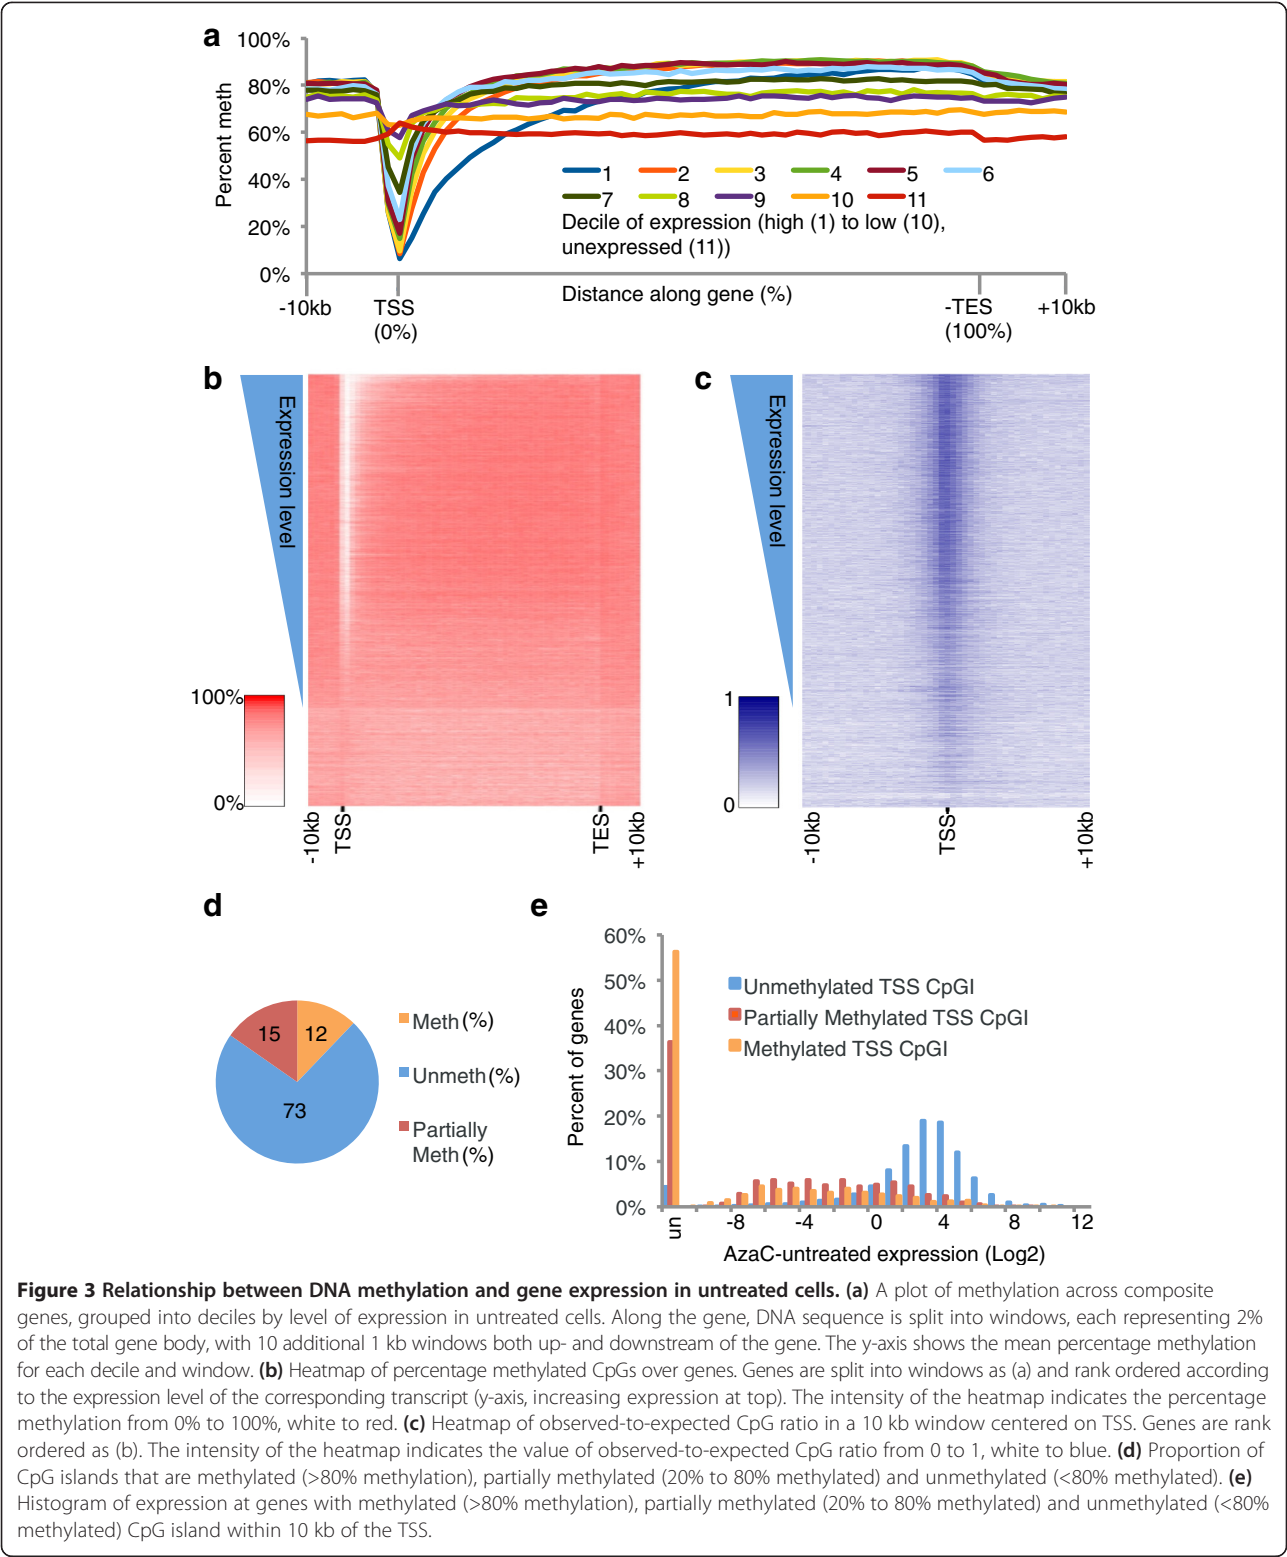 a
100%
80%
60%
40%
20%
0%
Percent meth
1 2 3 4 5 6
7 8 9 10 11
Decile of expression (high (1) to low (10),
unexpressed (11))
-10kb
TSS
(0%)
Distance along gene (%)
-TES
(100%)
+10kb
b
Expression level
100%
0%
-10kb
TSS
TES
+10kb
c
Expression level
1
0
-10kb
TSS
+10kb
d
15
12
73
Meth (%)
Unmeth (%)
Partially
Meth (%)
e
60%
50%
40%
30%
20%
10%
0%
Percent of genes
Unmethylated TSS CpGI
Partially Methylated TSS CpGI
Methylated TSS CpGI
un -8 -4 0 4 8 12
AzaC-untreated expression (Log2)
Figure 3 Relationship between DNA methylation and gene expression in untreated cells. (a) A plot of methylation across composite
genes, grouped into deciles by level of expression in untreated cells. Along the gene, DNA sequence is split into windows, each representing 2%
of the total gene body, with 10 additional 1 kb windows both up- and downstream of the gene. The y-axis shows the mean percentage methylation
for each decile and window. (b) Heatmap of percentage methylated CpGs over genes. Genes are split into windows as (a) and rank ordered according
to the expression level of the corresponding transcript (y-axis, increasing expression at top). The intensity of the heatmap indicates the percentage
methylation from 0% to 100%, white to red. (c) Heatmap of observed-to-expected CpG ratio in a 10 kb window centered on TSS. Genes are rank
ordered as (b). The intensity of the heatmap indicates the value of observed-to-expected CpG ratio from 0 to 1, white to blue. (d) Proportion of
CpG islands that are methylated (>80% methylation), partially methylated (20% to 80% methylated) and unmethylated (<80% methylated). (e)
Histogram of expression at genes with methylated (>80% methylation), partially methylated (20% to 80% methylated) and unmethylated (<80%
methylated) CpG island within 10 kb of the TSS.